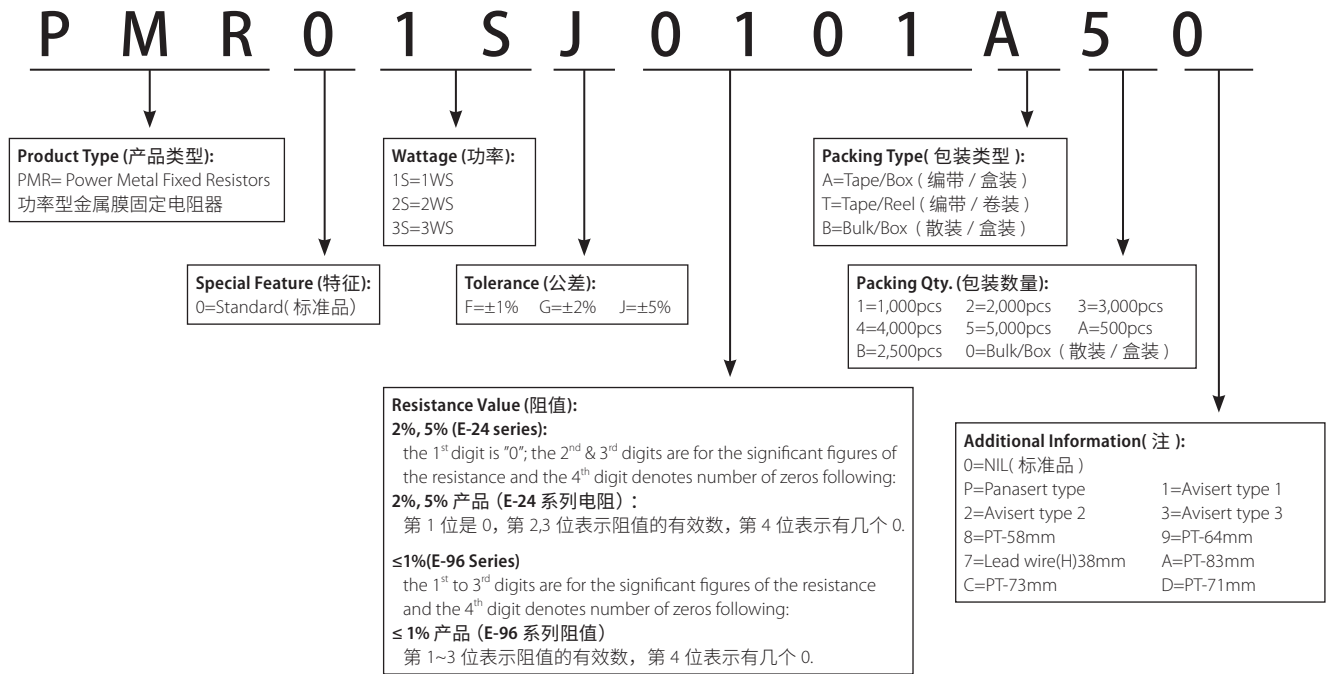 P M R 0 1 S J 0 1 0 1 A 5 0
Product Type (产品类型):
PMR= Power Metal Fixed Resistors
功率型金属膜固定电阻器
Wattage (功率):
1S=1WS
2S=2WS
3S=3WS
Packing Type( 包装类型 ):
A=Tape/Box ( 编带 / 盒装 )
T=Tape/Reel ( 编带 / 卷装 )
B=Bulk/Box ( 散装 / 盒装 )
Special Feature (特征):
0=Standard( 标准品)
Tolerance (公差):
F=±1% G=±2% J=±5%
Packing Qty. (包装数量):
1=1,000pcs 2=2,000pcs 3=3,000pcs
4=4,000pcs 5=5,000pcs A=500pcs
B=2,500pcs 0=Bulk/Box ( 散装 / 盒装 )
Resistance Value (阻值):
2%, 5% (E-24 series):
the 1st digit is "0"; the 2nd & 3rd digits are for the significant figures of
the resistance and the 4th digit denotes number of zeros following:
2%, 5% 产品 (E-24 系列电阻) :
第 1 位是 0，第 2,3 位表示阻值的有效数，第 4 位表示有几个 0.
≤1%(E-96 Series)
the 1st to 3rd digits are for the significant figures of the resistance
and the 4th digit denotes number of zeros following:
≤ 1% 产品 (E-96 系列阻值)
第 1~3 位表示阻值的有效数，第 4 位表示有几个 0.
Additional Information( 注 ):
0=NIL( 标准品 )
P=Panasert type 1=Avisert type 1
2=Avisert type 2 3=Avisert type 3
8=PT-58mm 9=PT-64mm
7=Lead wire(H)38mm A=PT-83mm
C=PT-73mm D=PT-71mm